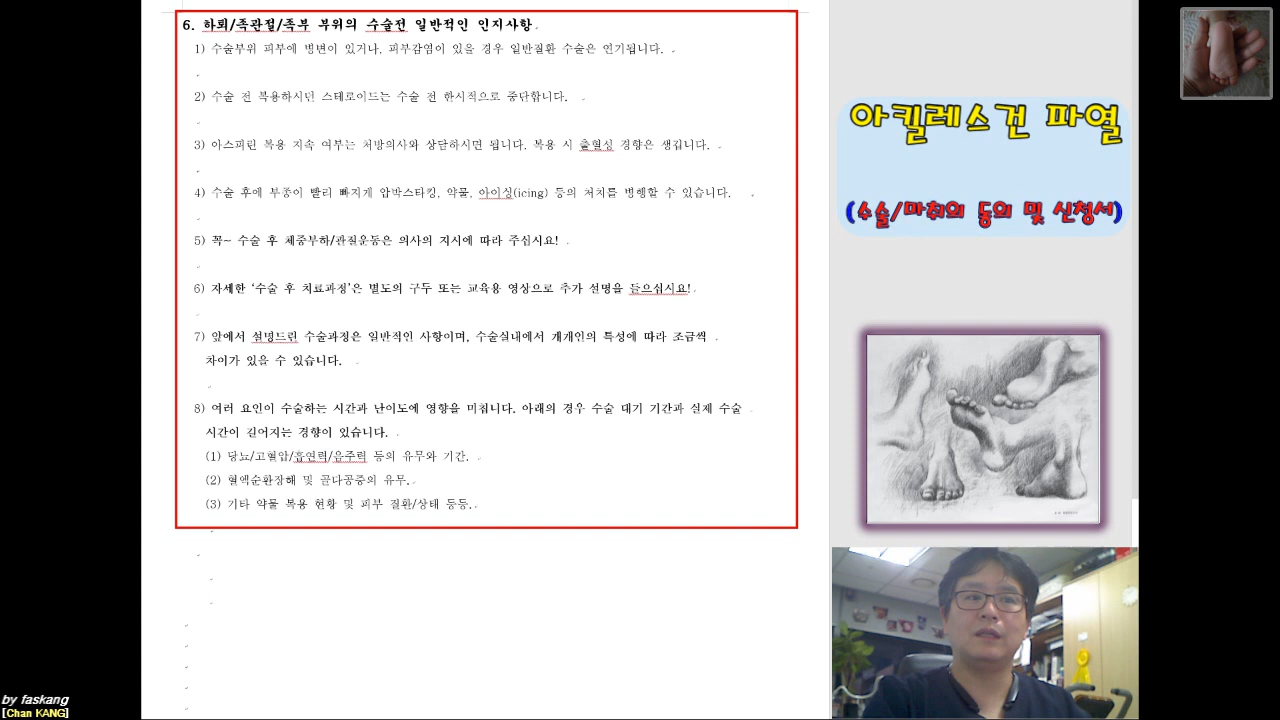 6. 하퇴/족관절/족부 부위의 수술전 일반적인 인지사항
1) 수술부위 피부에 병변이 있거나, 피부감염이 있을 경우 일반질환 수술은 연기됩니다.
2) 수술 전 복용하시던 스테로이드는 수술 전 한시적으로 중단합니다.
3) 아스피린 복용 지속 여부는 처방의사와 상담하시면 됩니다. 복용 시 출혈성 경향은 생깁니다.
4) 수술 후에 부종이 빨리 빠지게 압박스타킹, 약물, 아이싱(icing) 등의 처치를 병행할 수 있습니다.
5) 꼭~ 수술 후 체중부하/관절운동은 의사의 지시에 따라 주십시요!
6) 자세한 '수술 후 치료과정'은 별도의 구두 또는 교육용 영상으로 추가 설명을 들으십시요!
7) 앞에서 설명드린 수술과정은 일반적인 사항이며, 수술실내에서 개개인의 특성에 따라 조금씩
차이가 있을 수 있습니다.
8) 여러 요인이 수술하는 시간과 난이도에 영향을 미칩니다. 아래의 경우 수술 대기 기간과 실제 수술
시간이 길어지는 경향이 있습니다.
(1) 당뇨/고혈압/흡연력/음주력 등의 유무와 기간.
(2) 혈액순환장해 및 골다공증의 유무.
(3) 기타 약물 복용 현황 및 피부 질환/상태 등등.
아킬레스건 파열
(수술/마취의 동의 및 신청서)
by faskang
[Chan KANG]